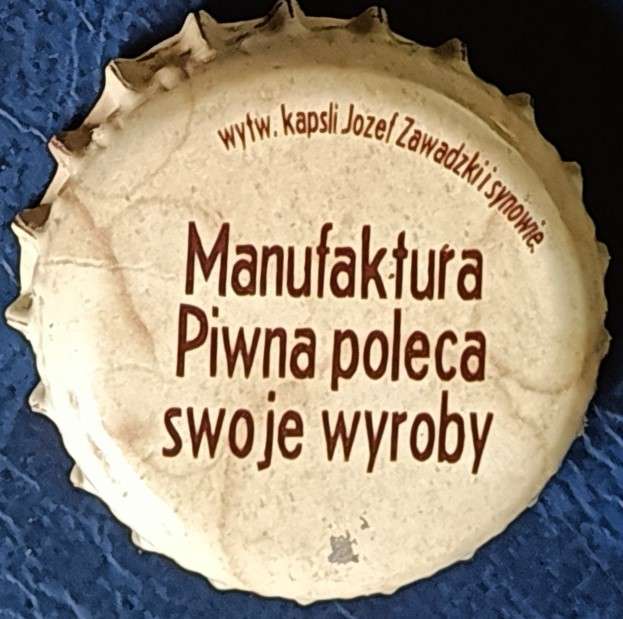 wytw. kapsli Jozef Zawadzki i synowie.
Manufaktura
Piwna poleca
swoje wyroby